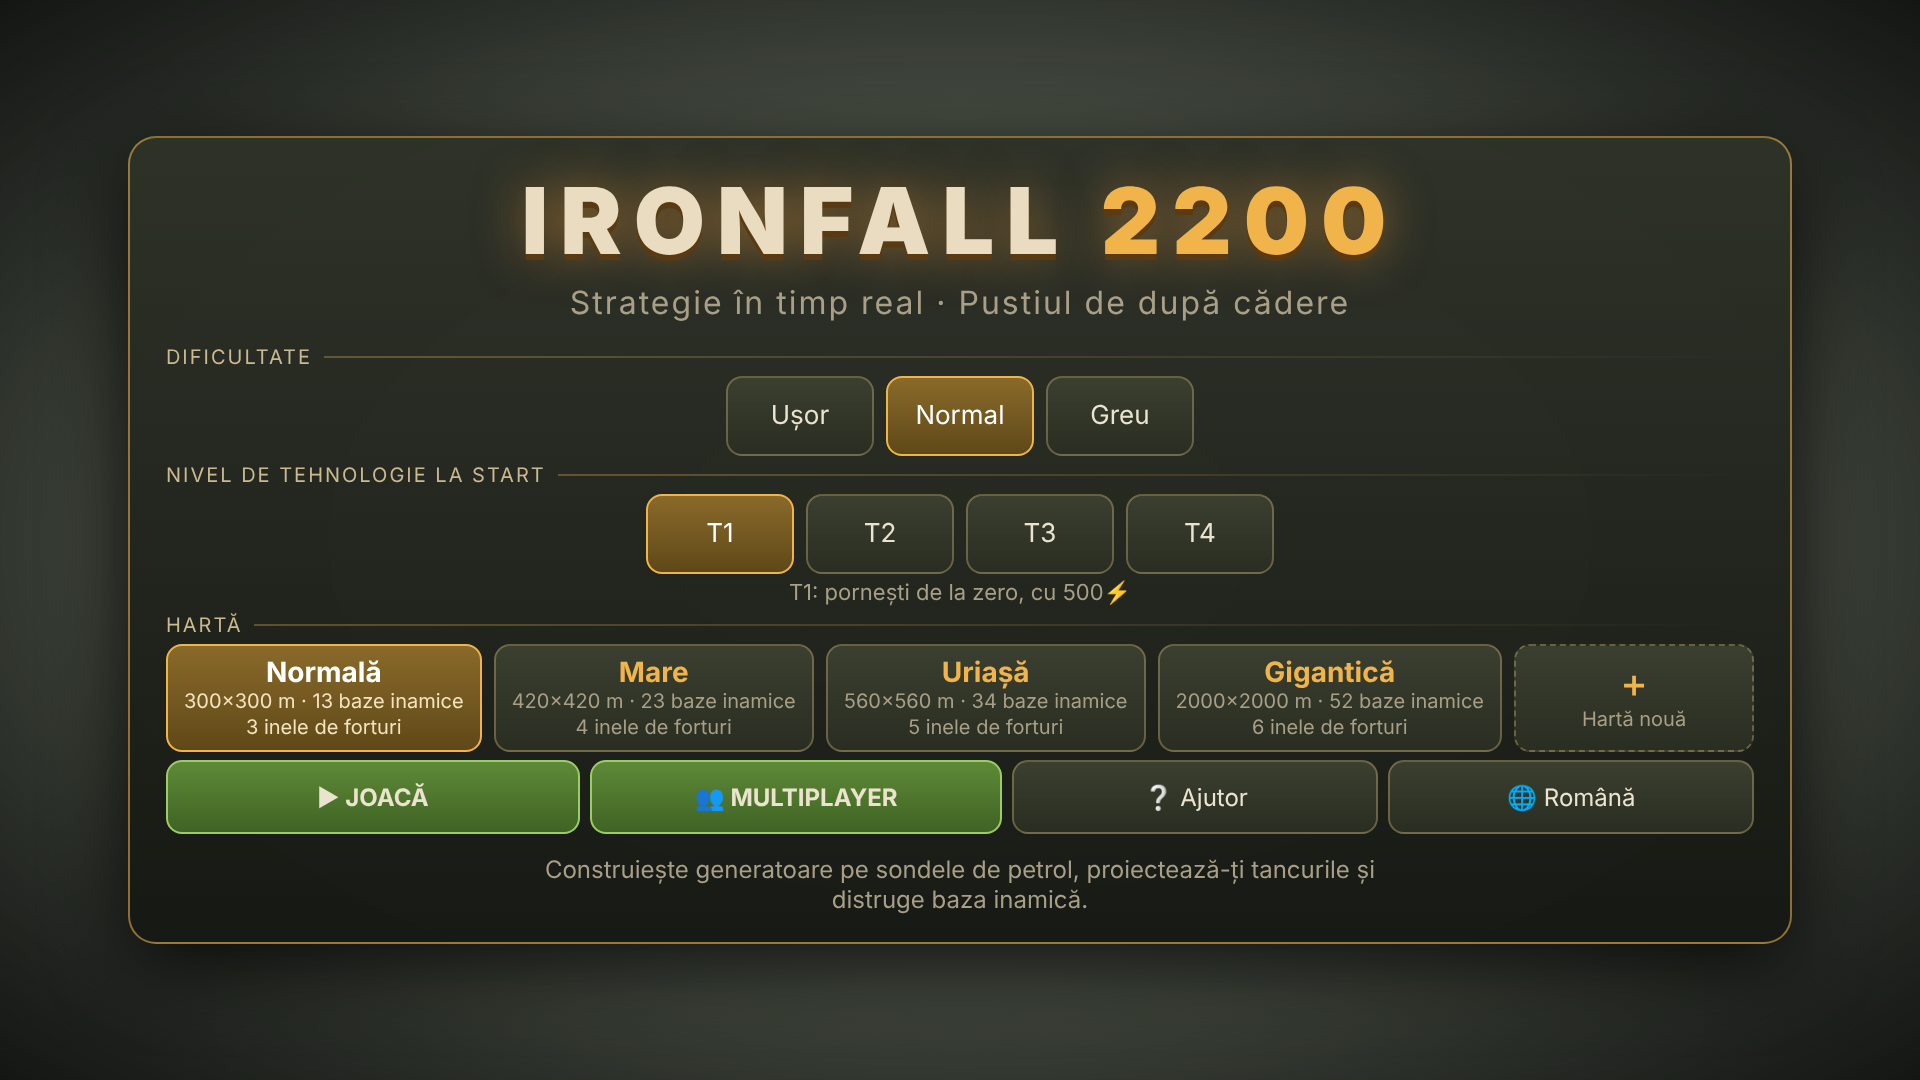 IRONFALL 2200
Strategie în timp real · Pustiul de după cădere
DIFICULTATE
Ușor Normal Greu
NIVEL DE TEHNOLOGIE LA START
T1 T2 T3 T4
T1: pornești de la zero, cu 500⚡
HARTĂ
Normală
300×300 m · 13 baze inamice
3 inele de forturi
Mare
420×420 m · 23 baze inamice
4 inele de forturi
Uriașă
560×560 m · 34 baze inamice
5 inele de forturi
Gigantică
2000×2000 m · 52 baze inamice
6 inele de forturi
+
Hartă nouă
▶ JOACĂ
👥 MULTIPLAYER
❔ Ajutor
🌐 Română
Construiește generatoare pe sondele de petrol, proiectează-ți tancurile și
distruge baza inamică.